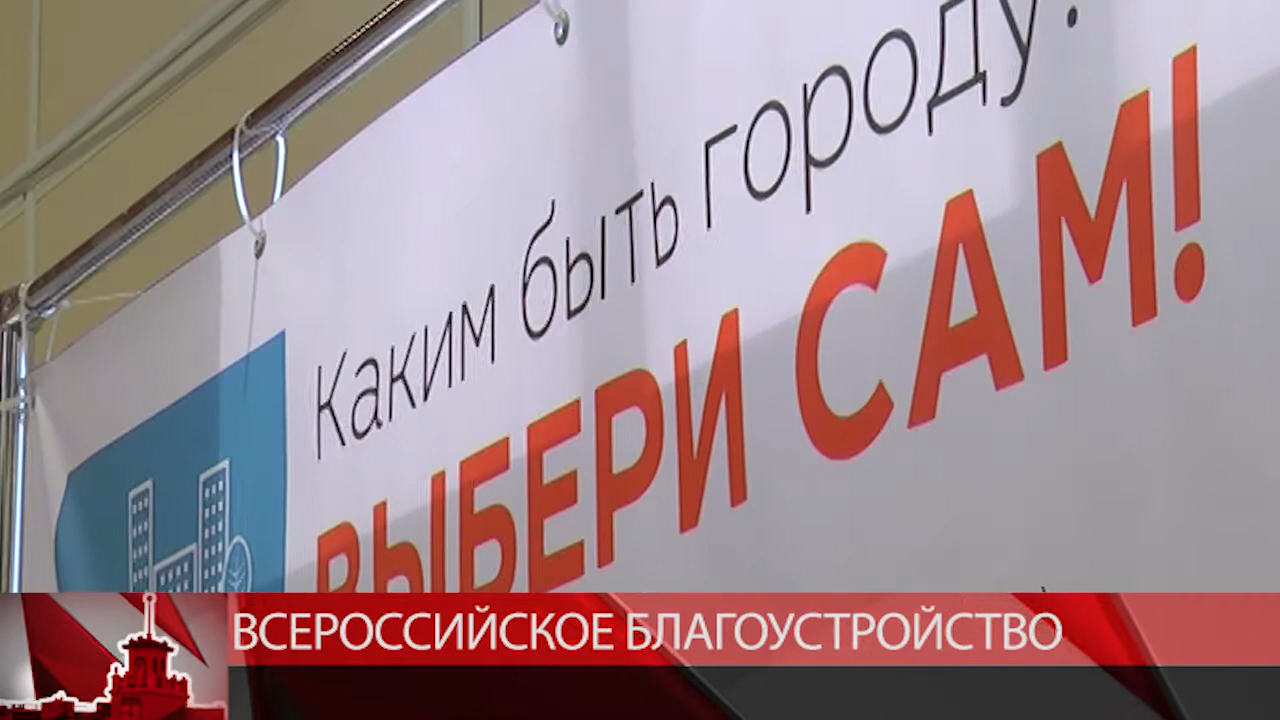 Каким быть городу?
ВЫБЕРИ САМ!
ВСЕРОССИЙСКОЕ БЛАГОУСТРОЙСТВО